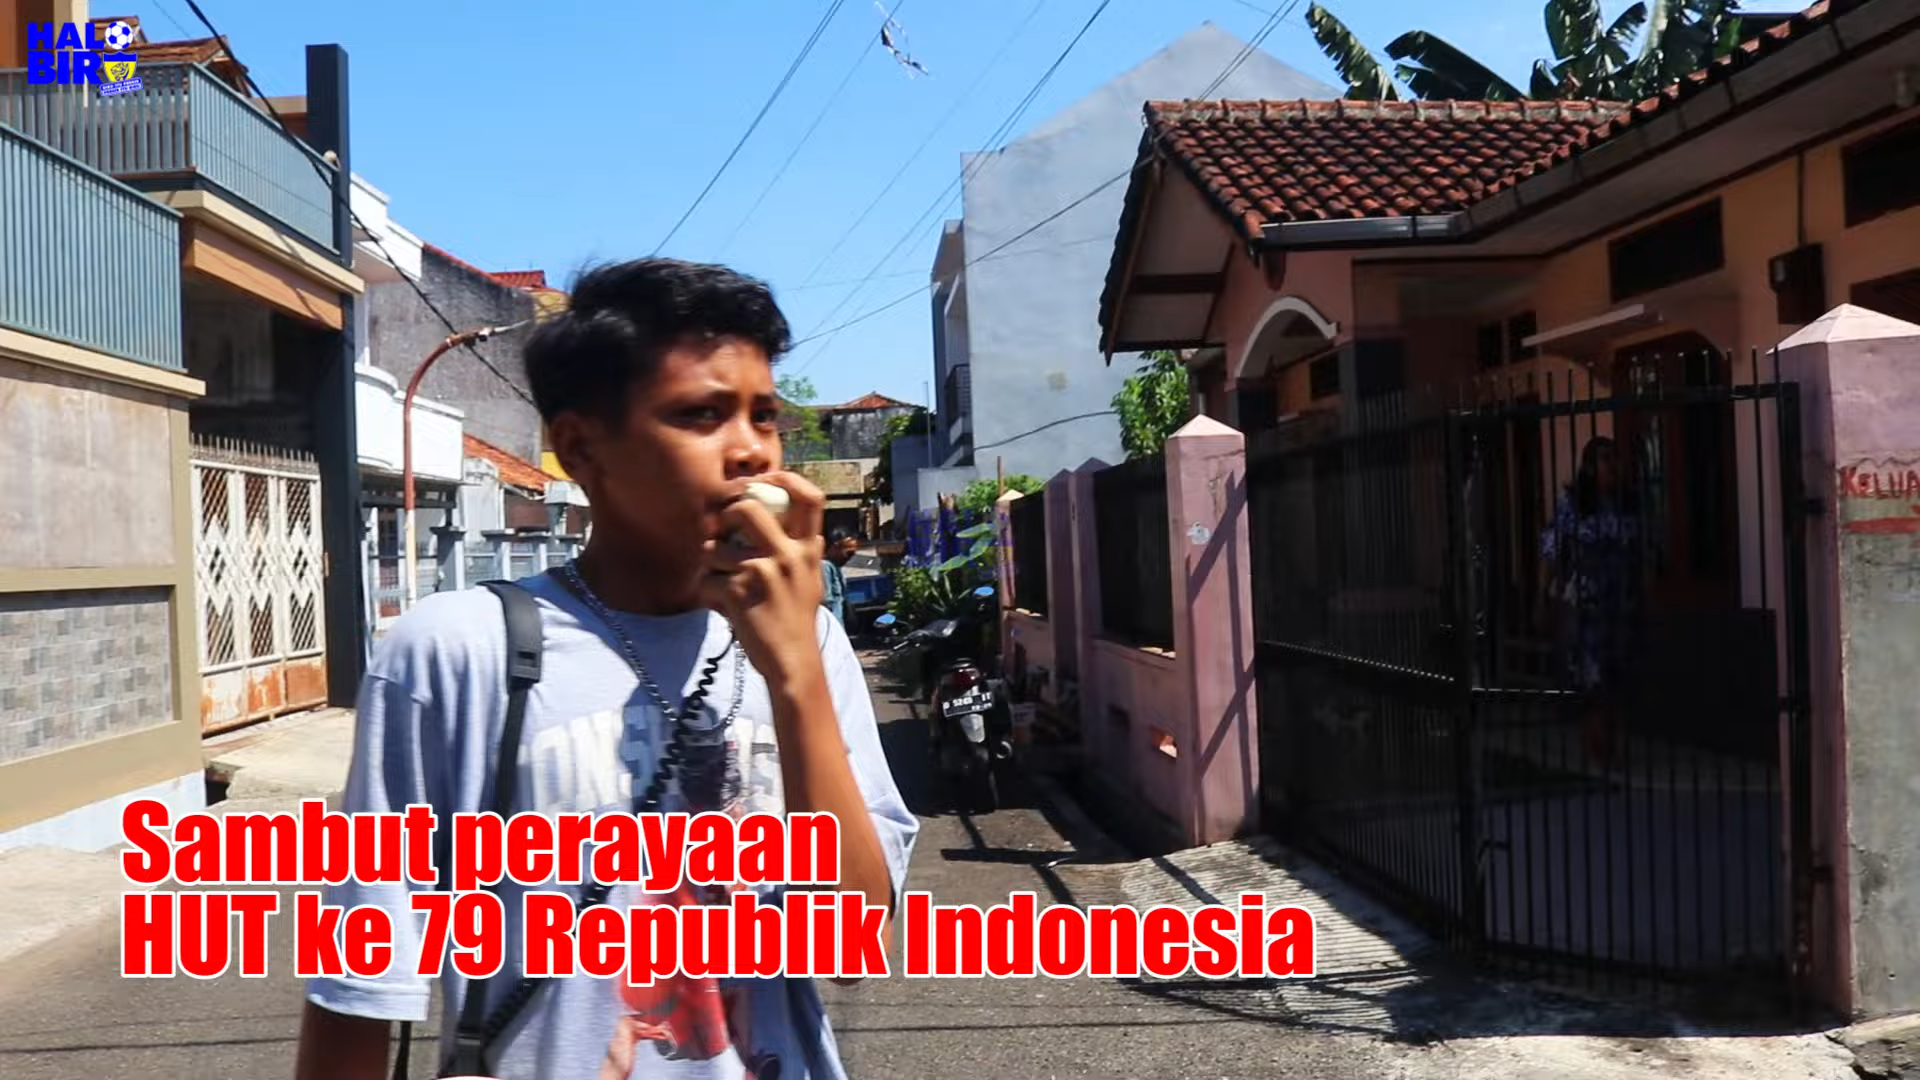 HALO
BIRU
Sambut perayaan
HUT ke 79 Republik Indonesia
KELUA